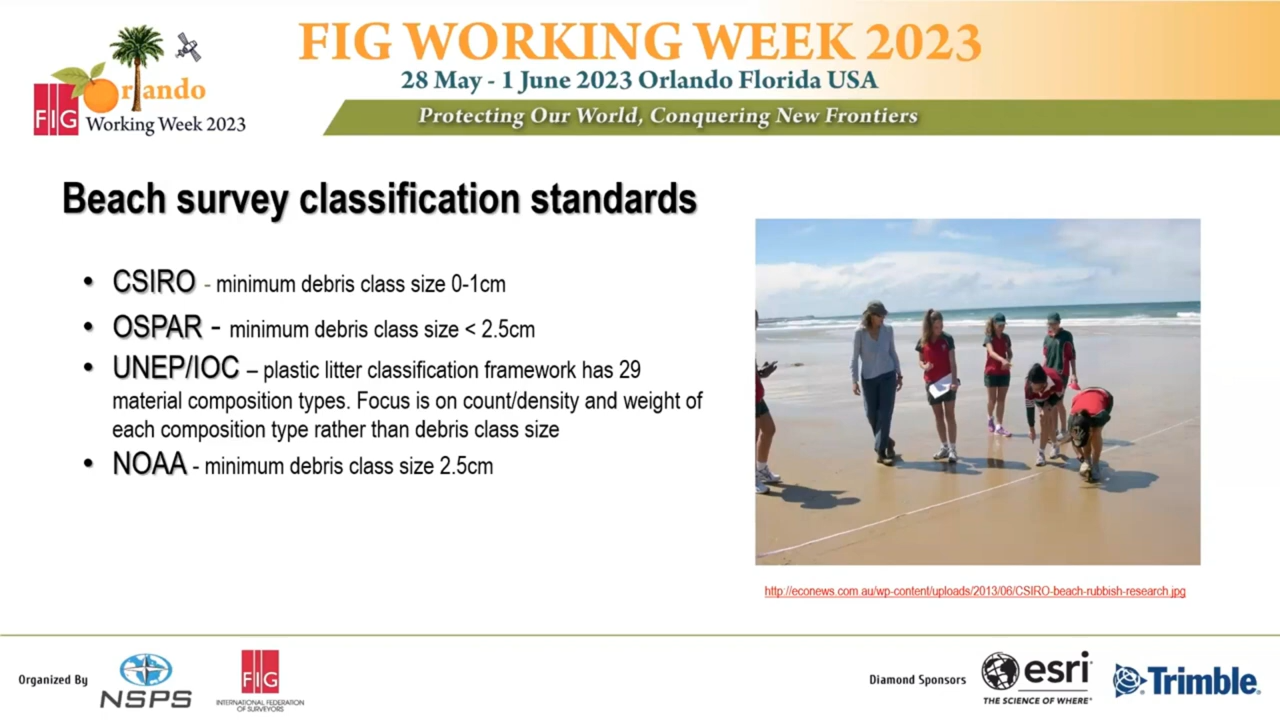 FIG WORKING WEEK 2023
28 May - 1 June 2023 Orlando Florida USA
Protecting Our World, Conquering New Frontiers
Orlando
FIG
Working Week 2023
Beach survey classification standards
• CSIRO - minimum debris class size 0-1cm
• OSPAR - minimum debris class size < 2.5cm
• UNEP/IOC – plastic litter classification framework has 29
material composition types. Focus is on count/density and weight of
each composition type rather than debris class size
• NOAA - minimum debris class size 2.5cm
http://econews.com.au/wp-content/uploads/2013/06/CSIRO-beach-rubbish-research.jpg
Organized By
NSPS
FIG
INTERNATIONAL FEDERATION
OF SURVEYORS
Diamond Sponsors
esri
THE SCIENCE OF WHERE®
Trimble